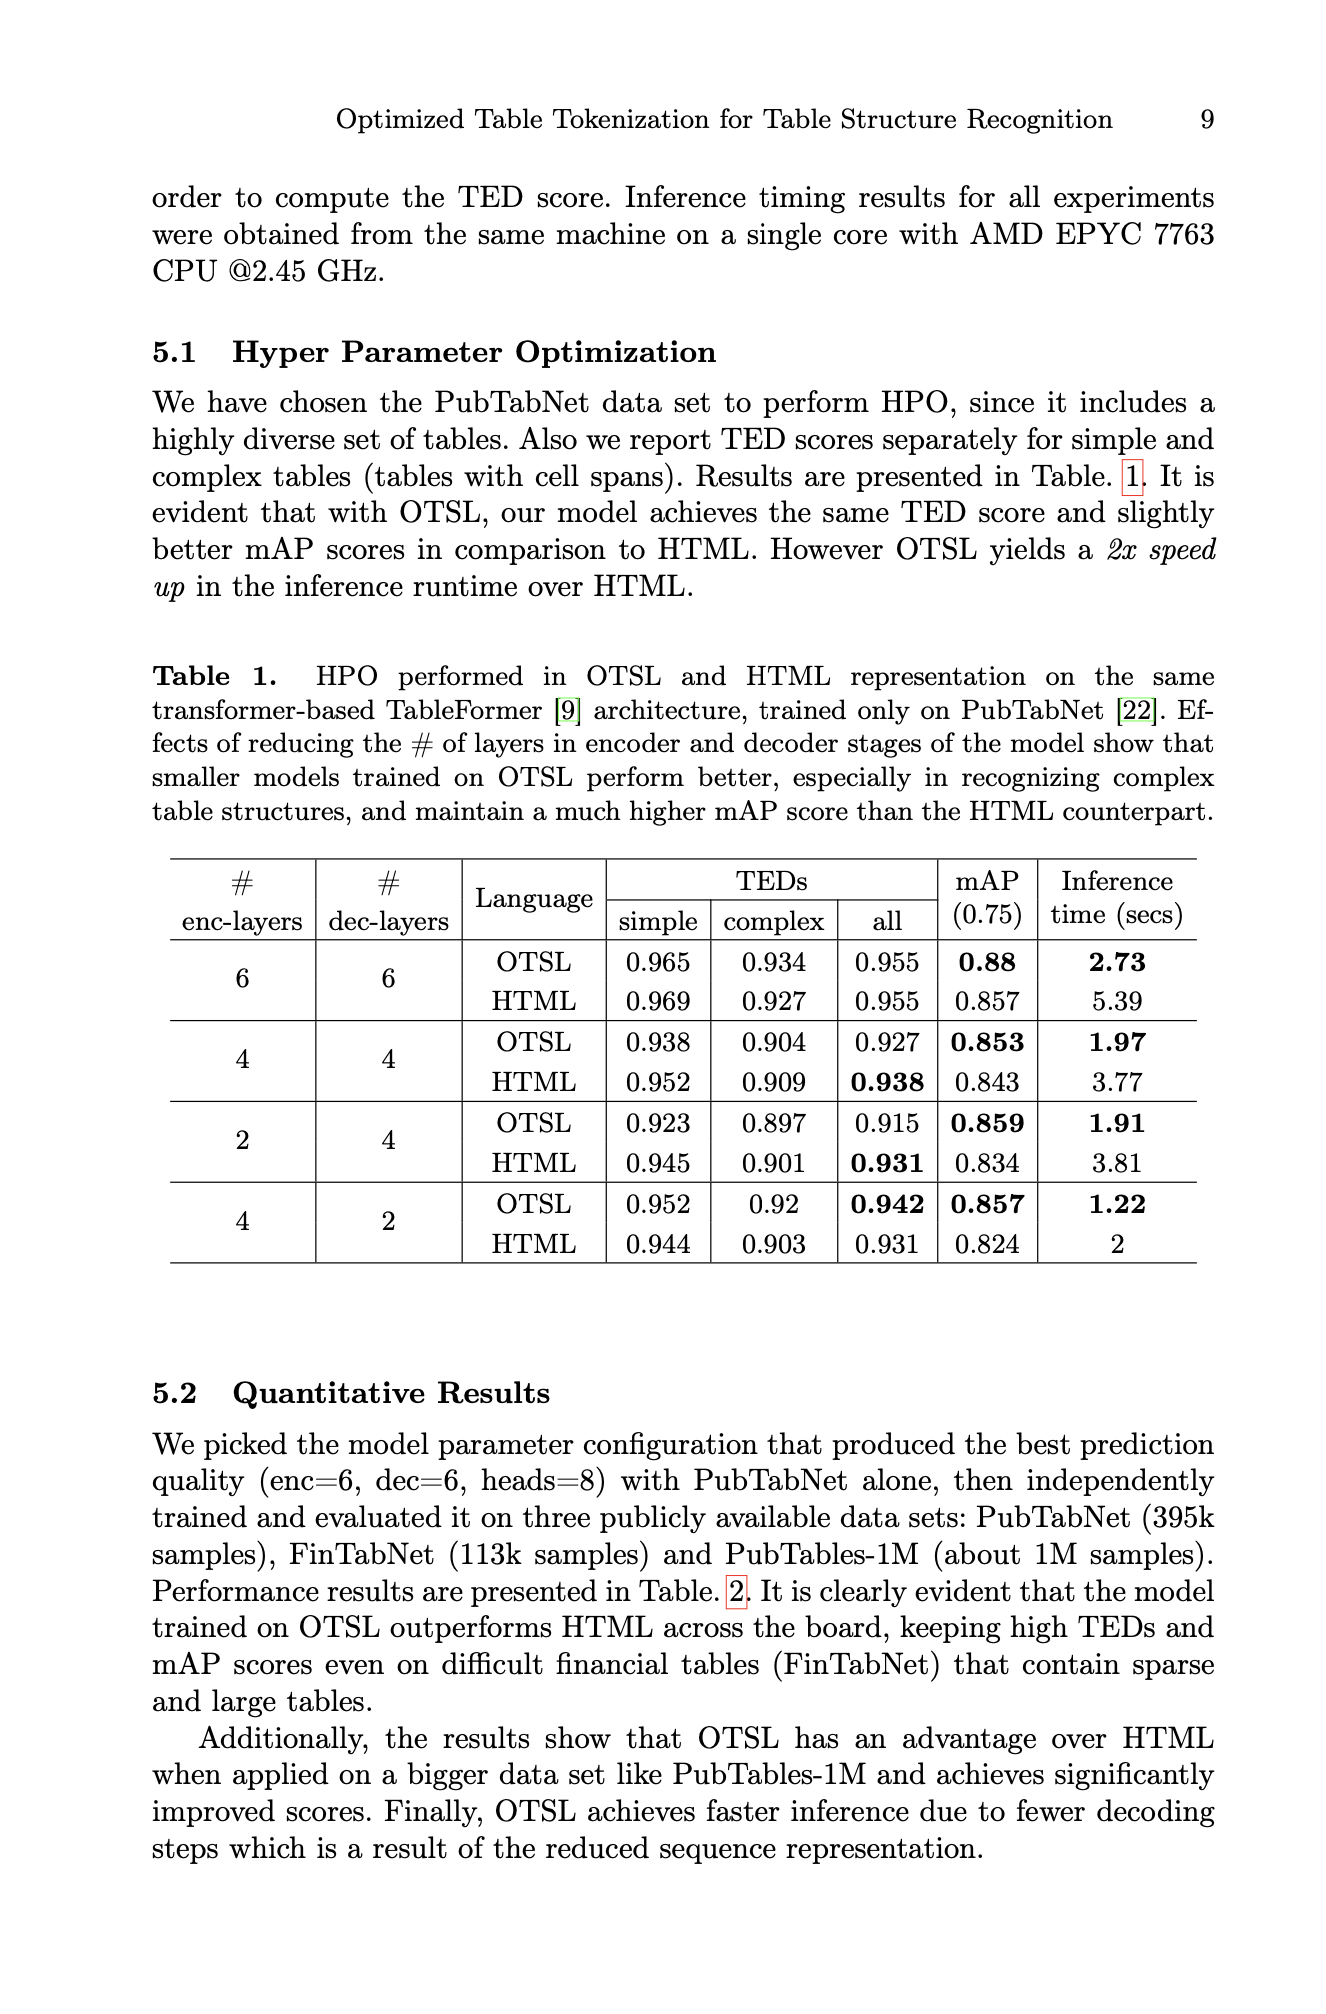 Optimized Table Tokenization for Table Structure Recognition 9
order to compute the TED score. Inference timing results for all experiments
were obtained from the same machine on a single core with AMD EPYC 7763
CPU @2.45 GHz.
5.1 Hyper Parameter Optimization
We have chosen the PubTabNet data set to perform HPO, since it includes a
highly diverse set of tables. Also we report TED scores separately for simple and
complex tables (tables with cell spans). Results are presented in Table. 1. It is
evident that with OTSL, our model achieves the same TED score and slightly
better mAP scores in comparison to HTML. However OTSL yields a 2x speed
up in the inference runtime over HTML.
Table 1. HPO performed in OTSL and HTML representation on the same
transformer-based TableFormer [9] architecture, trained only on PubTabNet [22]. Ef-
fects of reducing the # of layers in encoder and decoder stages of the model show that
smaller models trained on OTSL perform better, especially in recognizing complex
table structures, and maintain a much higher mAP score than the HTML counterpart.
# # Language TEDs mAP Inference
enc-layers dec-layers simple complex all (0.75) time (secs)
6 6 OTSL 0.965 0.934 0.955 0.88 2.73
HTML 0.969 0.927 0.955 0.857 5.39
4 4 OTSL 0.938 0.904 0.927 0.853 1.97
HTML 0.952 0.909 0.938 0.843 3.77
2 4 OTSL 0.923 0.897 0.915 0.859 1.91
HTML 0.945 0.901 0.931 0.834 3.81
4 2 OTSL 0.952 0.92 0.942 0.857 1.22
HTML 0.944 0.903 0.931 0.824 2
5.2 Quantitative Results
We picked the model parameter configuration that produced the best prediction
quality (enc=6, dec=6, heads=8) with PubTabNet alone, then independently
trained and evaluated it on three publicly available data sets: PubTabNet (395k
samples), FinTabNet (113k samples) and PubTables-1M (about 1M samples).
Performance results are presented in Table. 2. It is clearly evident that the model
trained on OTSL outperforms HTML across the board, keeping high TEDs and
mAP scores even on difficult financial tables (FinTabNet) that contain sparse
and large tables.
Additionally, the results show that OTSL has an advantage over HTML
when applied on a bigger data set like PubTables-1M and achieves significantly
improved scores. Finally, OTSL achieves faster inference due to fewer decoding
steps which is a result of the reduced sequence representation.